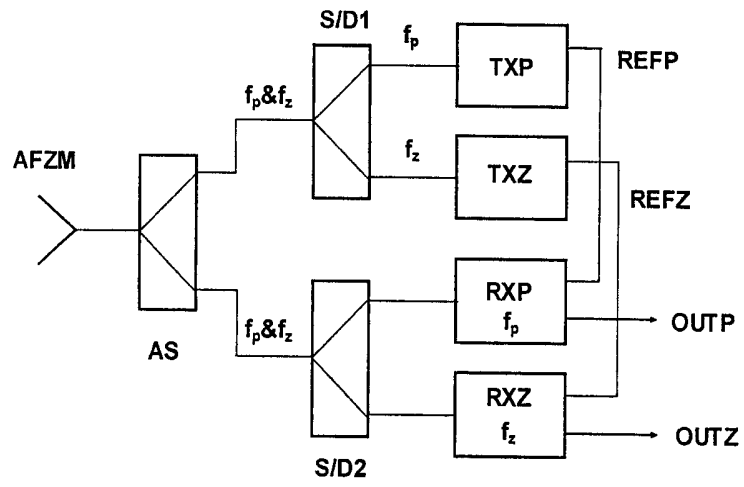 S/D1
fp
TXP
REFP
fp&fz
AFZM
fz
TXZ
REFZ
RXP
fp
OUTP
fp&fz
AS
RXZ
fz
OUTZ
S/D2